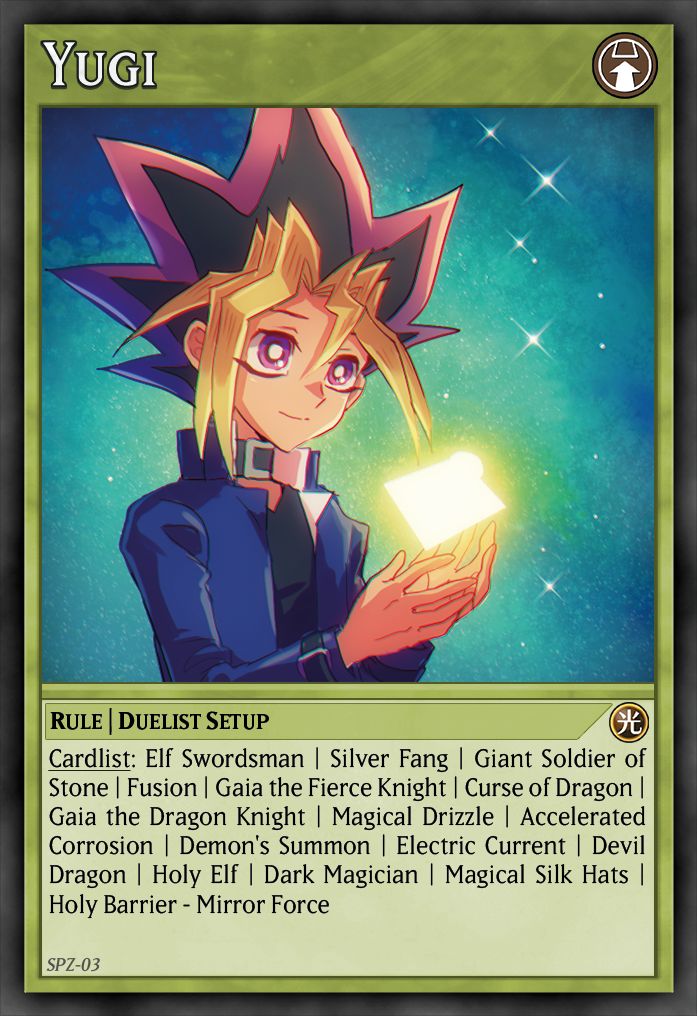 Yugi
Rule | Duelist Setup
光
Cardlist: Elf Swordsman | Silver Fang | Giant Soldier of
Stone | Fusion | Gaia the Fierce Knight | Curse of Dragon |
Gaia the Dragon Knight | Magical Drizzle | Accelerated
Corrosion | Demon's Summon | Electric Current | Devil
Dragon | Holy Elf | Dark Magician | Magical Silk Hats |
Holy Barrier - Mirror Force
SPZ-03